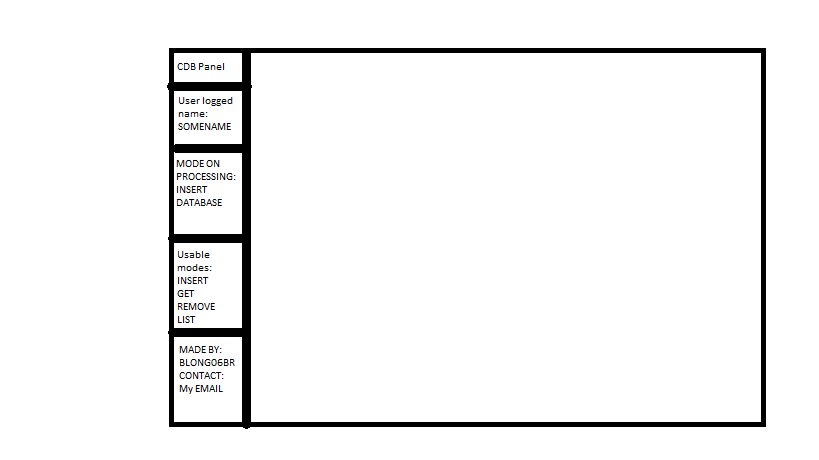 CDB Panel
User logged
name:
SOMENAME
MODE ON
PROCESSING:
INSERT
DATABASE
Usable
modes:
INSERT
GET
REMOVE
LIST
MADE BY:
BLONG06BR
CONTACT:
My EMAIL